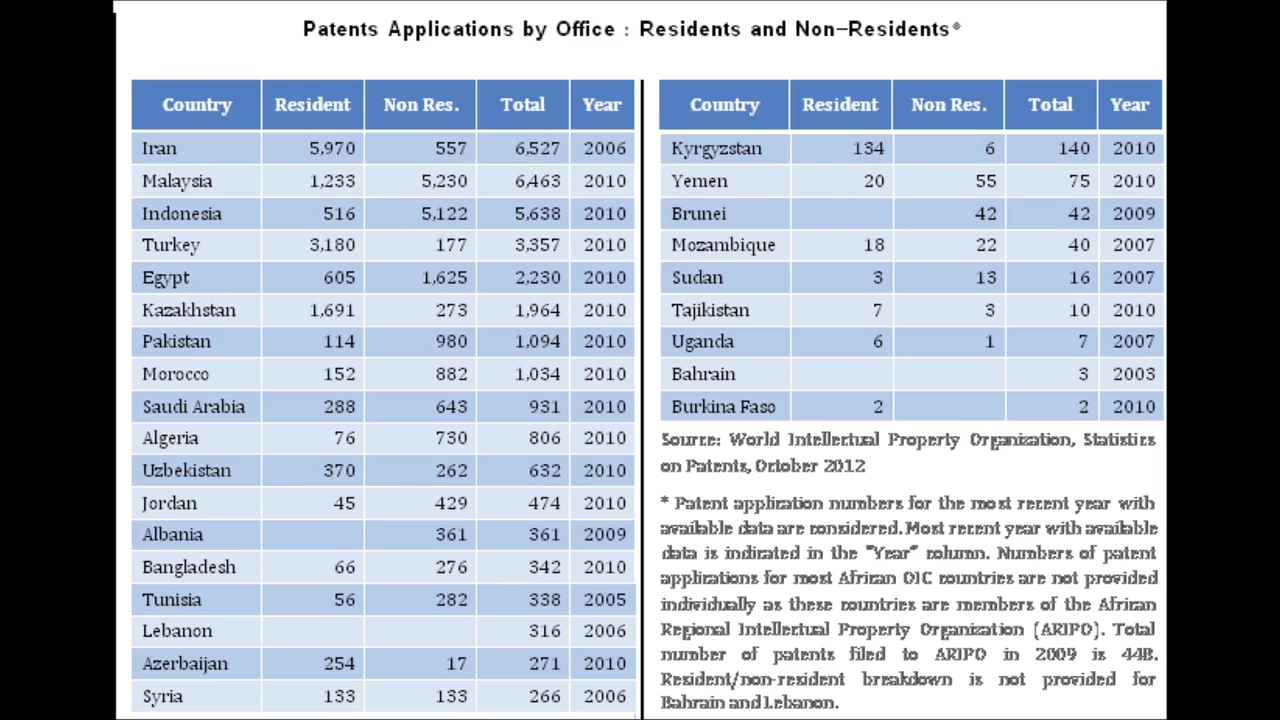 Patents Applications by Office : Residents and Non-Residents*
Country Resident Non Res. Total Year
Iran 5,970 557 6,527 2006
Malaysia 1,233 5,230 6,463 2010
Indonesia 516 5,122 5,638 2010
Turkey 3,180 177 3,357 2010
Egypt 605 1,625 2,230 2010
Kazakhstan 1,691 273 1,964 2010
Pakistan 114 980 1,094 2010
Morocco 152 882 1,034 2010
Saudi Arabia 288 643 931 2010
Algeria 76 730 806 2010
Uzbekistan 370 262 632 2010
Jordan 45 429 474 2010
Albania 361 361 2009
Bangladesh 66 276 342 2010
Tunisia 56 282 338 2005
Lebanon 316 2006
Azerbaijan 254 17 271 2010
Syria 133 133 266 2006
Country Resident Non Res. Total Year
Kyrgyzstan 134 6 140 2010
Yemen 20 55 75 2010
Brunei 42 42 2009
Mozambique 18 22 40 2007
Sudan 3 13 16 2007
Tajikistan 7 3 10 2010
Uganda 6 1 7 2007
Bahrain 3 2003
Burkina Faso 2 2 2010
Source: World Intellectual Property Organization, Statistics
on Patents, October 2012
* Patent application numbers for the most recent year with
available data are considered. Most recent year with available
data is indicated in the "Year" column. Numbers of patent
applications for most African OIC countries are not provided
individually as these countries are members of the African
Regional Intellectual Property Organization (ARIPO). Total
number of patents filed to ARIPO in 2009 is 448.
Resident/non-resident breakdown is not provided for
Bahrain and Lebanon.